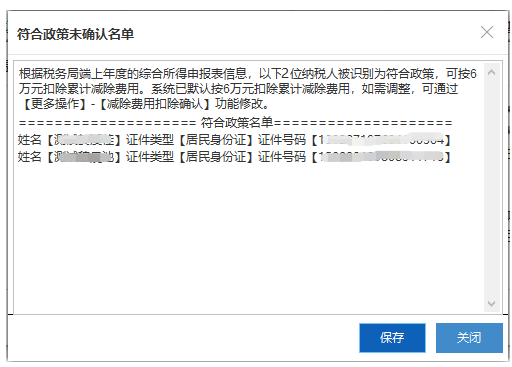 符合政策未确认名单
根据税务局端上年度的综合所得申报表信息，以下2位纳税人被识别为符合政策，可按6
万元扣除累计减除费用。系统已默认按6万元扣除累计减除费用，如需调整，可通过
【更多操作】-【减除费用扣除确认】功能修改。
==================== 符合政策名单====================
姓名【】证件类型【居民身份证】证件号码【】
姓名【】证件类型【居民身份证】证件号码【】
保存
关闭